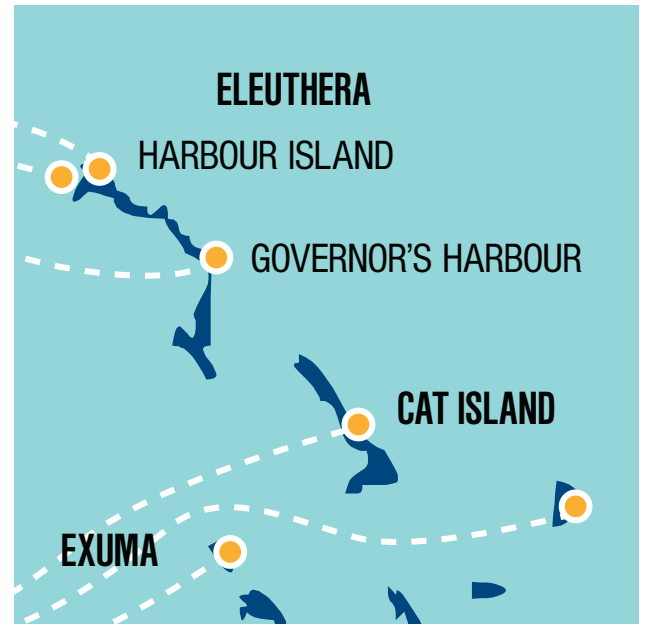 ELEUTHERA
HARBOUR ISLAND
GOVERNOR'S HARBOUR
CAT ISLAND
EXUMA